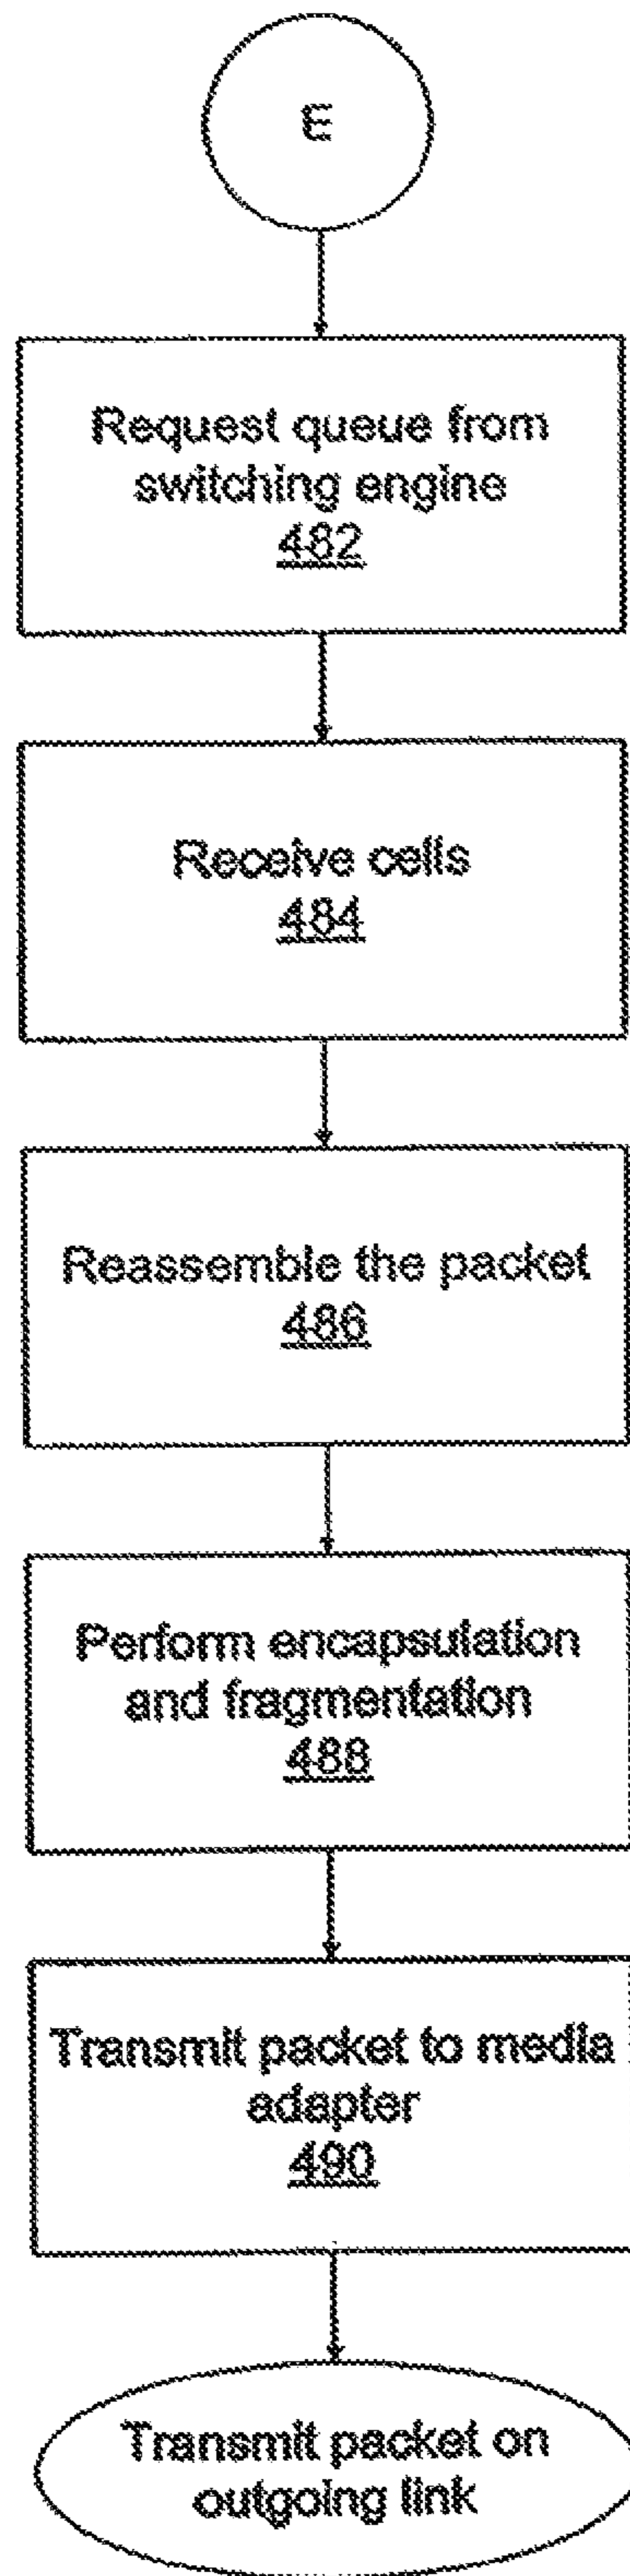 E
Request queue from
switching engine
482
Receive cells
484
Reassemble the packet
486
Perform encapsulation
and fragmentation
488
Transmit packet to media
adapter
490
Transmit packet on
outgoing link